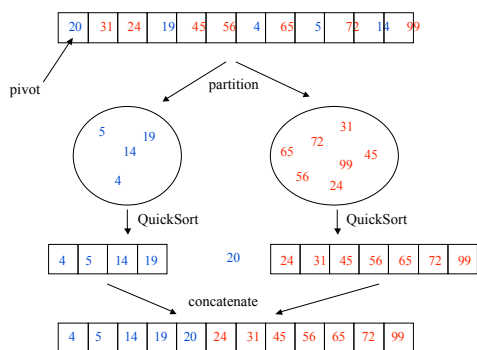 20 31 24 19 45 56 4 65 5 72 14 99
pivot
partition
5 19 14 4
31 72 65 45 99 56 24
QuickSort QuickSort
4 5 14 19 20 24 31 45 56 65 72 99
concatenate
4 5 14 19 20 24 31 45 56 65 72 99